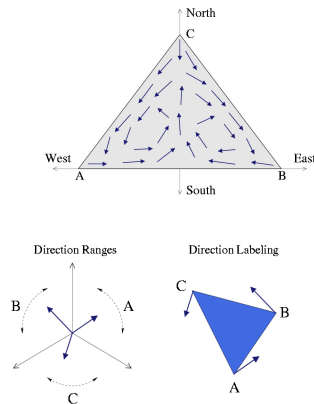 North
C
West
East
A
B
South
Direction Ranges
Direction Labeling
B
A
C
C
B
A